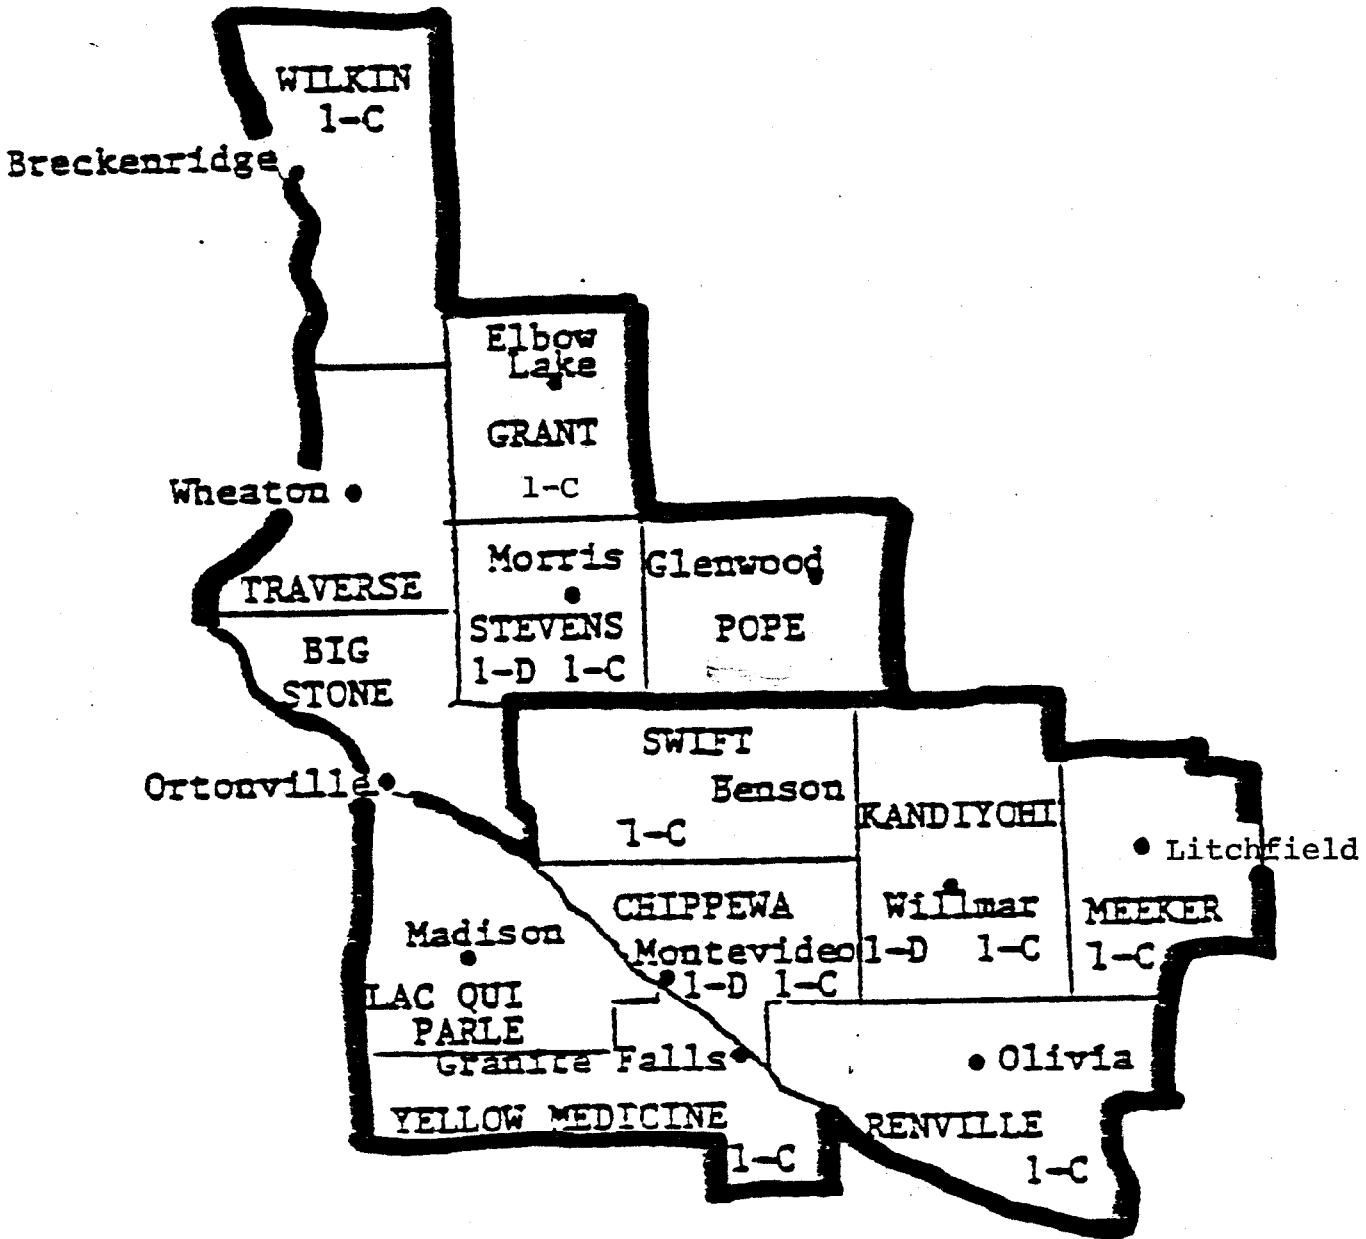 WILKIN
1-C
Breckenridge
Elbow
Lake
GRANT
1-C
Wheaton
TRAVERSE
Morris
STEVENS
1-D 1-C
Glenwood
POPE
BIG
STONE
Ortonville
SWIFT
Benson
1-C
KANDIYOHI
Willmar
1-D 1-C
Litchfield
MEEKER
1-C
CHIPPEWA
Montevideo
1-D 1-C
Madison
LAC QUI
PARLE
Granite Falls
YELLOW MEDICINE
1-C
Olivia
RENVILLE
1-C